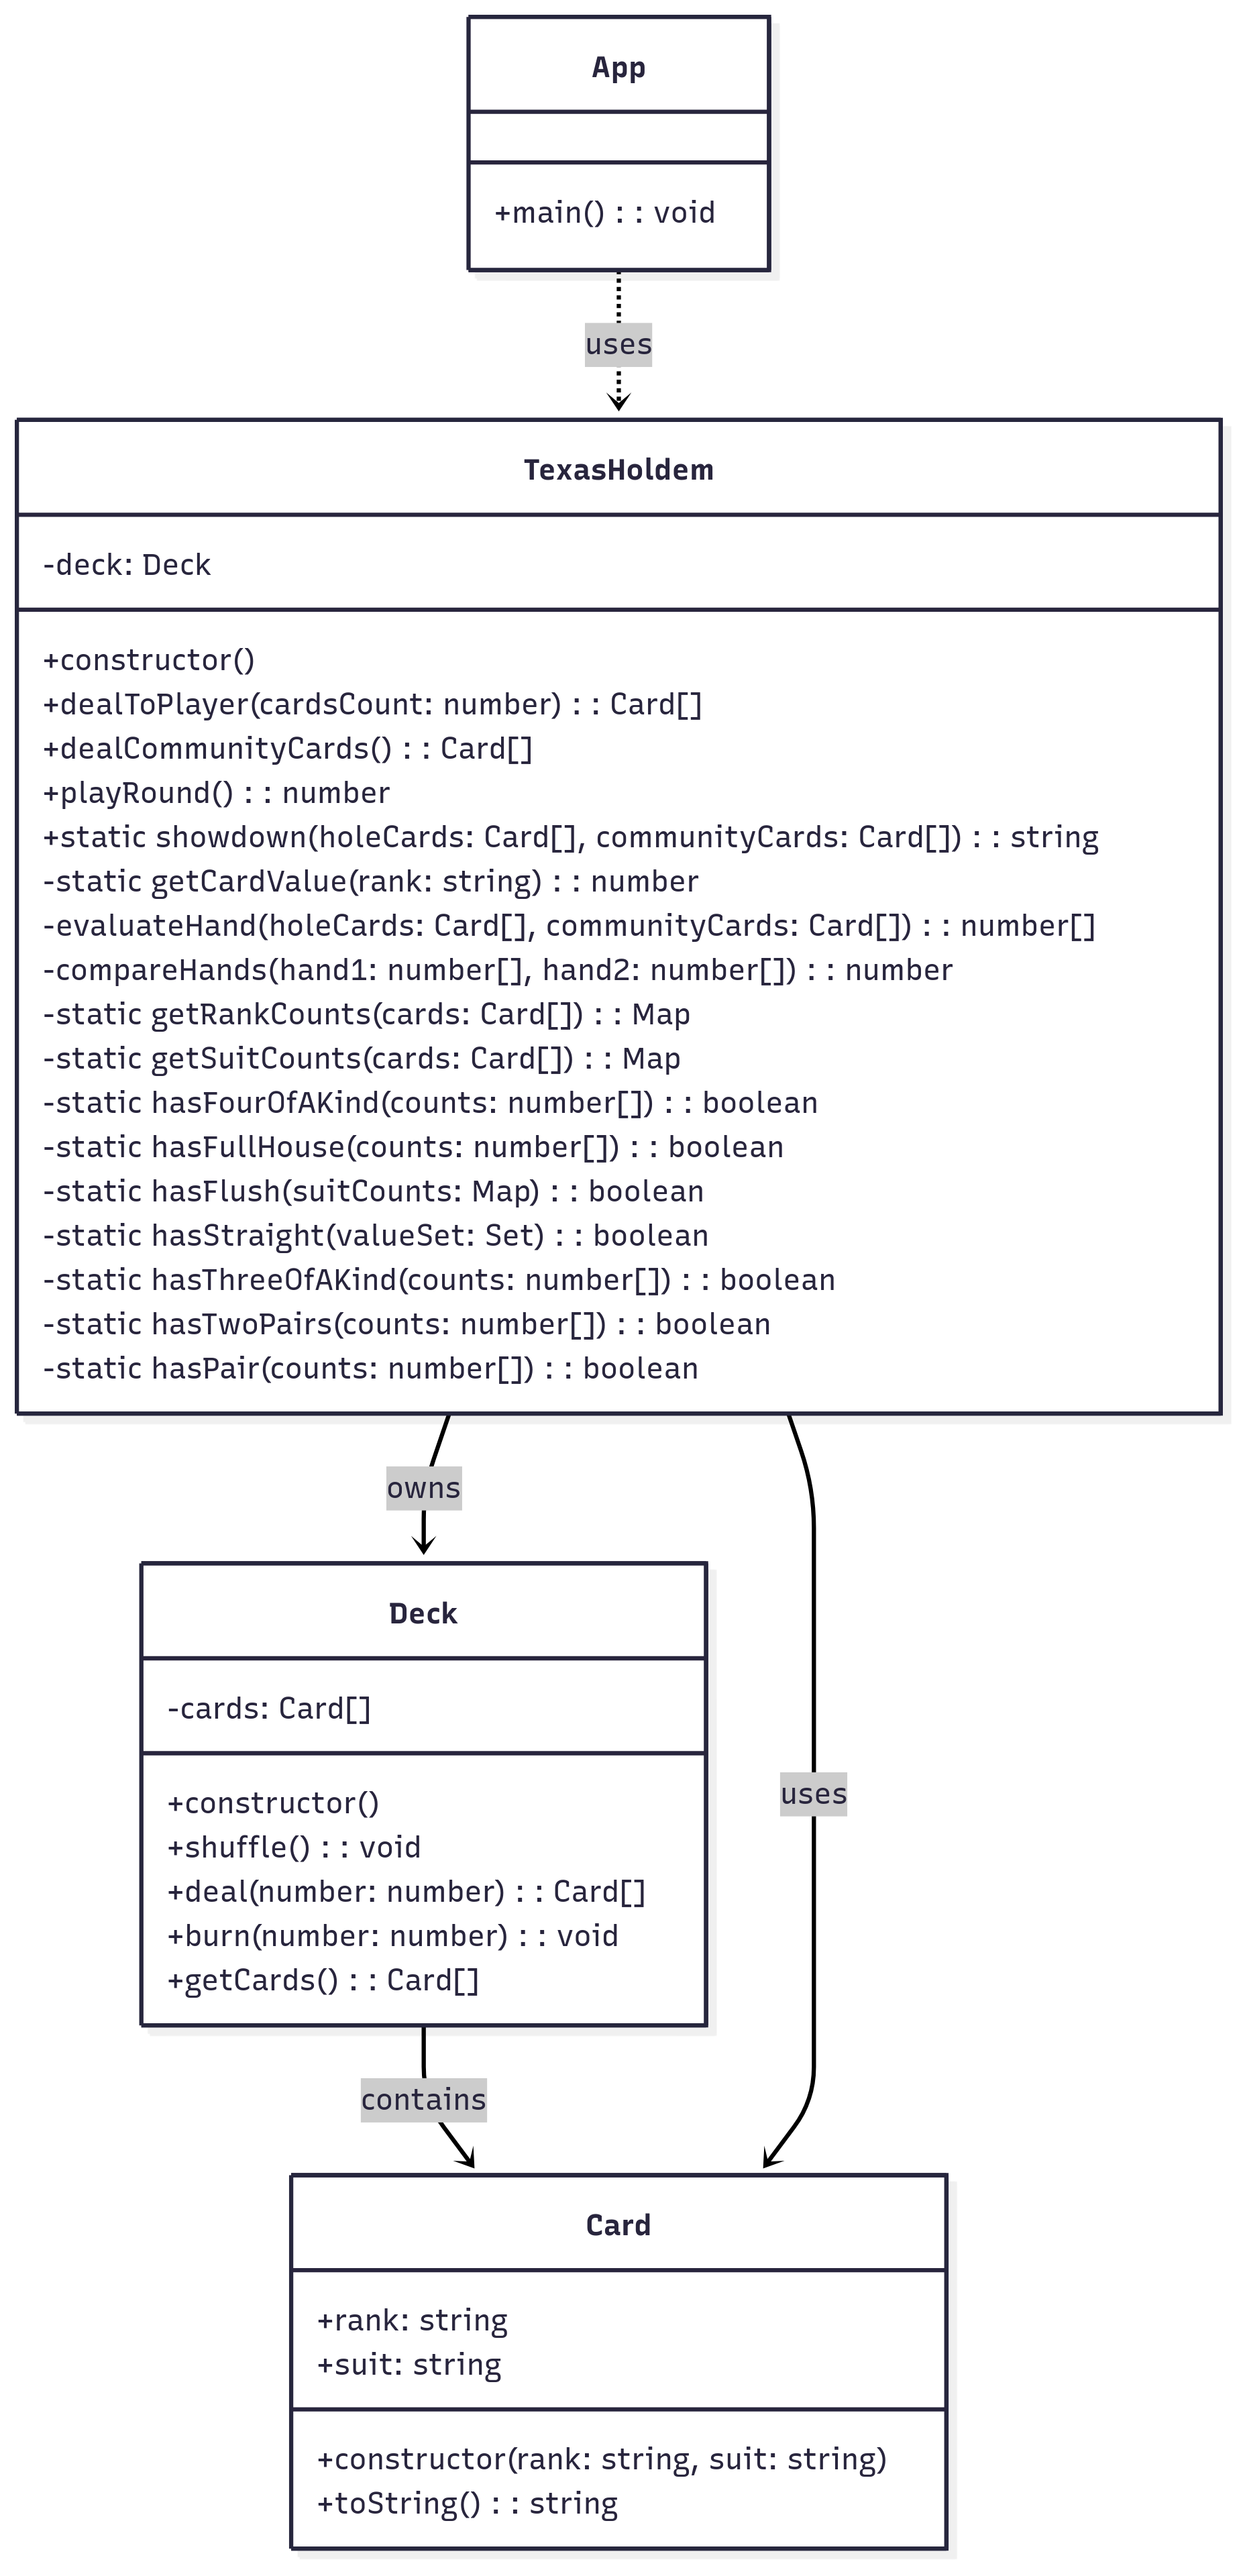 App
+main() : : void
uses
TexasHoldem
-deck: Deck
+constructor()
+dealToPlayer(cardsCount: number) : : Card[]
+dealCommunityCards() : : Card[]
+playRound() : : number
+static showdown(holeCards: Card[], communityCards: Card[]) : : string
-static getCardValue(rank: string) : : number
-evaluateHand(holeCards: Card[], communityCards: Card[]) : : number[]
-compareHands(hand1: number[], hand2: number[]) : : number
-static getRankCounts(cards: Card[]) : : Map
-static getSuitCounts(cards: Card[]) : : Map
-static hasFourOfAKind(counts: number[]) : : boolean
-static hasFullHouse(counts: number[]) : : boolean
-static hasFlush(suitCounts: Map) : : boolean
-static hasStraight(valueSet: Set) : : boolean
-static hasThreeOfAKind(counts: number[]) : : boolean
-static hasTwoPairs(counts: number[]) : : boolean
-static hasPair(counts: number[]) : : boolean
owns
Deck
-cards: Card[]
+constructor()
+shuffle() : : void
+deal(number: number) : : Card[]
+burn(number: number) : : void
+getCards() : : Card[]
uses
contains
Card
+rank: string
+suit: string
+constructor(rank: string, suit: string)
+toString() : : string